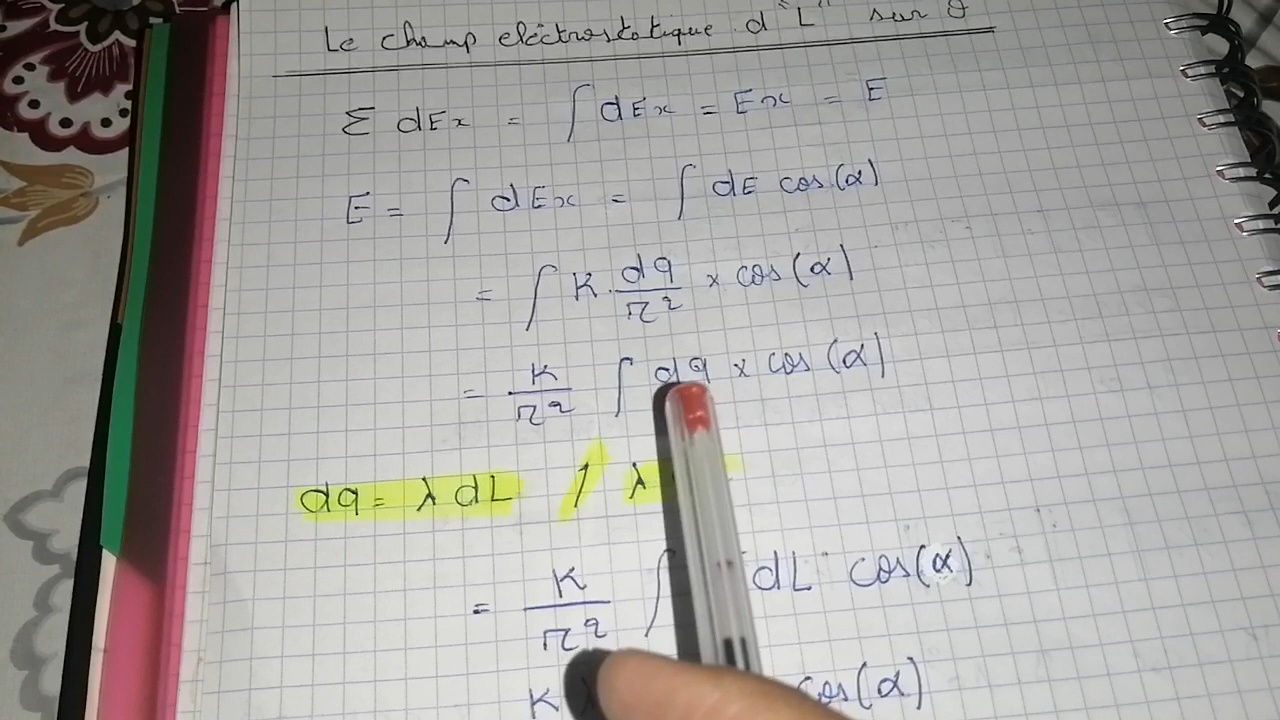 Le champ eléctrostatique d "L" sur
Σ dEx = ∫ dEx = Ex = E
E = ∫ dEx = ∫ dE cos(α)
= ∫ K . dq/r² × cos(α)
= K/r² ∫ dq × cos(α)
dq = λ dL / λ
= K/r² ∫ dL cos(α)
K cos(α)